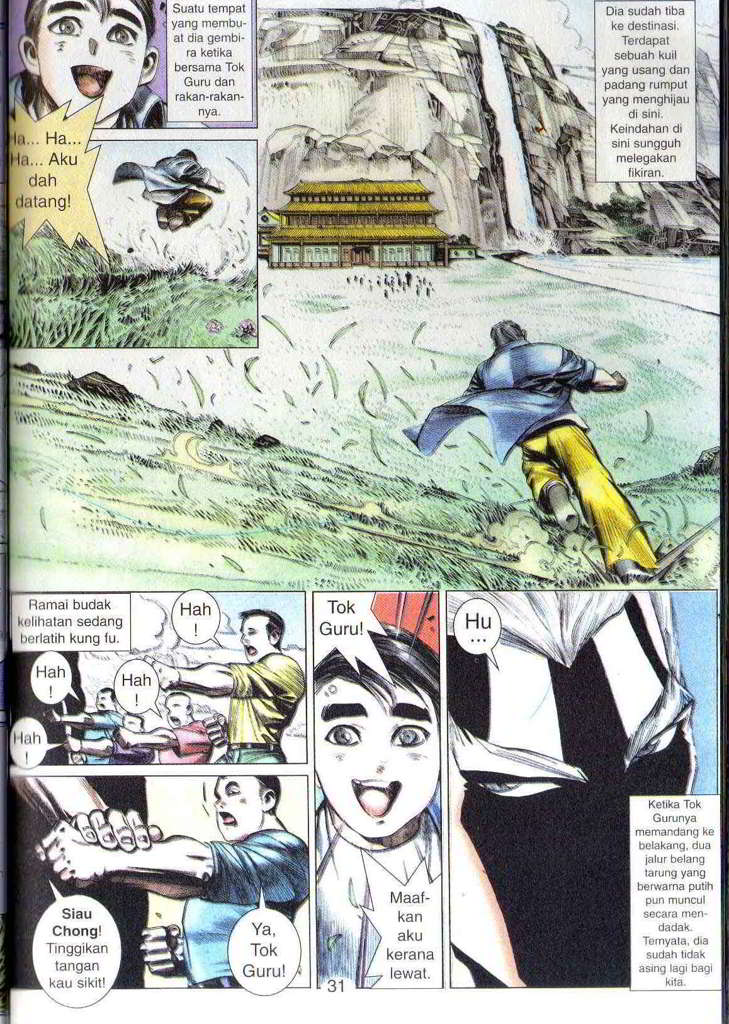 Suatu tempat
yang membu-
at dia gembi-
ra ketika
bersama Tok
Guru dan
rakan-rakan-
nya.
Ha... Ha...
Ha... Aku
dah
datang!
Dia sudah tiba
ke destinasi.
Terdapat
sebuah kuil
yang usang dan
padang rumput
yang menghijau
di sini.
Keindahan di
sini sungguh
melegakan
fikiran.
Ramai budak
kelihatan sedang
berlatih kung fu.
Hah
!
Hah
!
Hah
!
Hah
!
Siau
Chong!
Tinggikan
tangan
kau sikit!
Ya,
Tok
Guru!
Tok
Guru!
Maaf-
kan
aku
kerana
lewat.
Hu
...
Ketika Tok
Gurunya
memandang ke
belakang, dua
jalur belang
tarung yang
berwarna putih
pun muncul
secara men-
dadak.
Ternyata, dia
sudah tidak
asing lagi bagi
kita.
31